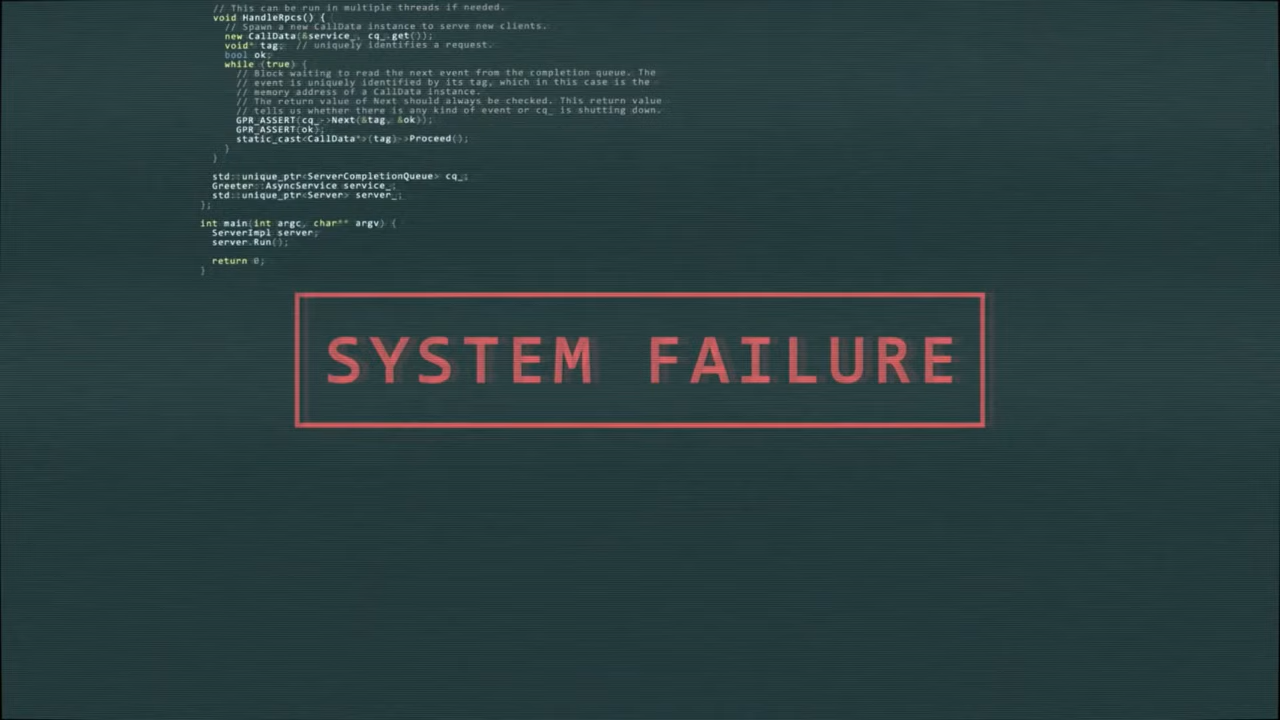 // This can be run in multiple threads if needed.
void HandleRpcs() {
// Spawn a new CallData instance to serve new clients.
new CallData(&service_, cq_.get());
void* tag; // uniquely identifies a request.
bool ok;
while (true) {
// Block waiting to read the next event from the completion queue. The
// event is uniquely identified by its tag, which in this case is the
// memory address of a CallData instance.
// The return value of Next should always be checked. This return value
// tells us whether there is any kind of event or cq_ is shutting down.
GPR_ASSERT(cq_->Next(&tag, &ok));
GPR_ASSERT(ok);
static_cast<CallData*>(tag)->Proceed();
}
}
std::unique_ptr<ServerCompletionQueue> cq_;
Greeter::AsyncService service_;
std::unique_ptr<Server> server_;
};
int main(int argc, char** argv) {
ServerImpl server;
server.Run();
return 0;
}
SYSTEM FAILURE